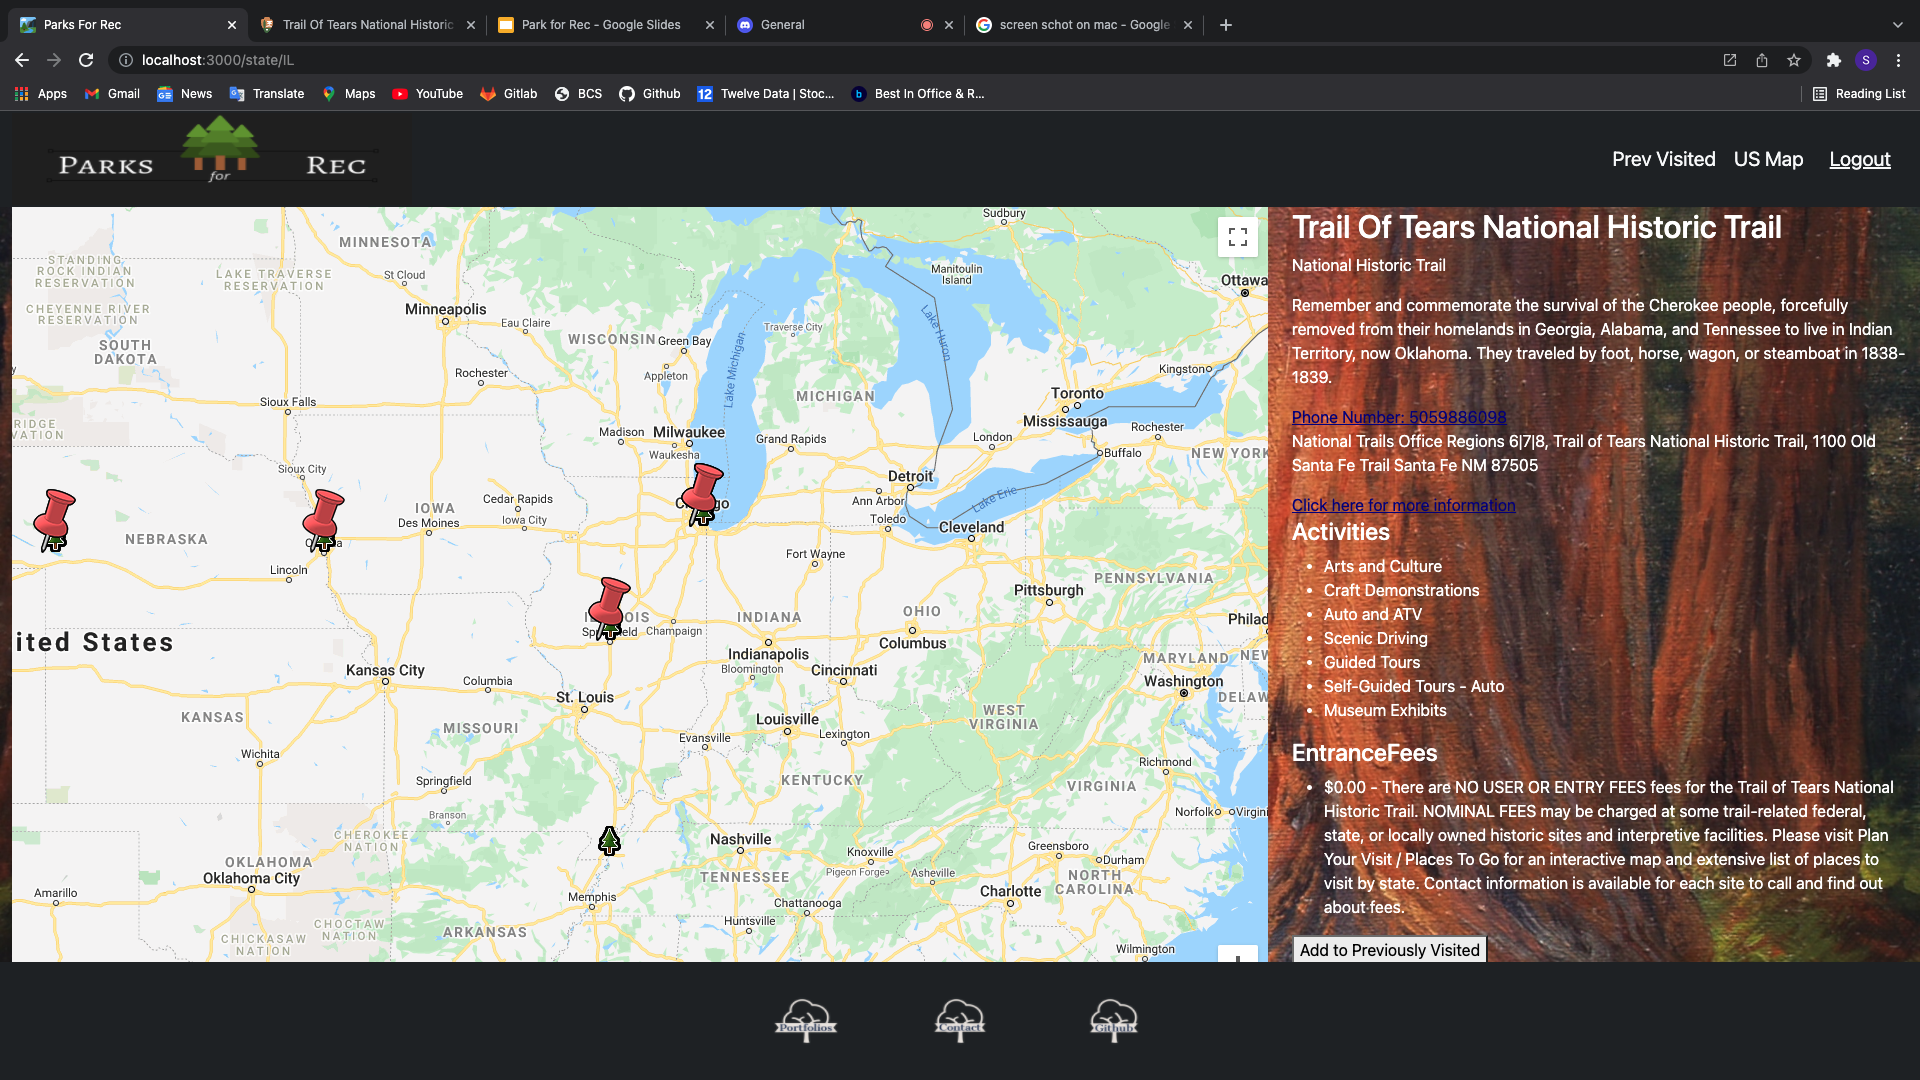 Parks For Rec
Trail Of Tears National Historic
Park for Rec - Google Slides
General
screen schot on mac - Google
localhost:3000/state/IL
S
Apps
Gmail
News
Translate
Maps
YouTube
Gitlab
BCS
Github
12
Twelve Data | Stoc...
b
Best In Office & R...
Reading List
PARKS for REC
Prev Visited
US Map
Logout
Sudbury
MINNESOTA
STANDING
ROCK INDIAN
RESERVATION
LAKE TRAVERSE
RESERVATION
St Cloud
Manitoulin
Island
Ottawa
CHEYENNE RIVER
RESERVATION
Minneapolis
Eau Claire
Lake Huron
Traverse City
WISCONSIN
Green Bay
Lake Michigan
SOUTH
DAKOTA
Rochester
Appleton
Kingston
Sioux Falls
MICHIGAN
Toronto
Mississauga
RIDGE
VATION
Madison
Milwaukee
Waukesha
Grand Rapids
London
Rochester
Buffalo
NEW YORK
Sioux City
Detroit
Ann Arbor
Lake Erie
Toledo
Cleveland
IOWA
Des Moines
Cedar Rapids
Iowa City
NEBRASKA
Lincoln
Fort Wayne
PENNSYLVANIA
Pittsburgh
INDIANA
OHIO
Columbus
Champaign
Philad
ited States
Indianapolis
Bloomington
Cincinnati
MARYLAND
NEW
Kansas City
Columbia
St. Louis
Washington
DELAW
KANSAS
MISSOURI
WEST
VIRGINIA
Louisville
Lexington
Evansville
Wichita
Richmond
Springfield
KENTUCKY
VIRGINIA
Branson
Norfolk
Virgini
CHEROKEE
NATION
Nashville
Knoxville
Pigeon Forge
Greensboro
Durham
OKLAHOMA
Oklahoma City
TENNESSEE
Asheville
NORTH
CAROLINA
Amarillo
Memphis
Chattanooga
Charlotte
CHOCTAW
NATION
Huntsville
ARKANSAS
CHICKASAW
NATION
Wilmington
Trail Of Tears National Historic Trail
National Historic Trail
Remember and commemorate the survival of the Cherokee people, forcefully
removed from their homelands in Georgia, Alabama, and Tennessee to live in Indian
Territory, now Oklahoma. They traveled by foot, horse, wagon, or steamboat in 1838-
1839.
Phone Number: 5059886098
National Trails Office Regions 6|7|8, Trail of Tears National Historic Trail, 1100 Old
Santa Fe Trail Santa Fe NM 87505
Click here for more information
Activities
• Arts and Culture
• Craft Demonstrations
• Auto and ATV
• Scenic Driving
• Guided Tours
• Self-Guided Tours - Auto
• Museum Exhibits
EntranceFees
• $0.00 - There are NO USER OR ENTRY FEES fees for the Trail of Tears National
Historic Trail. NOMINAL FEES may be charged at some trail-related federal,
state, or locally owned historic sites and interpretive facilities. Please visit Plan
Your Visit / Places To Go for an interactive map and extensive list of places to
visit by state. Contact information is available for each site to call and find out
about fees.
Add to Previously Visited
Portfolios
Contact
Github